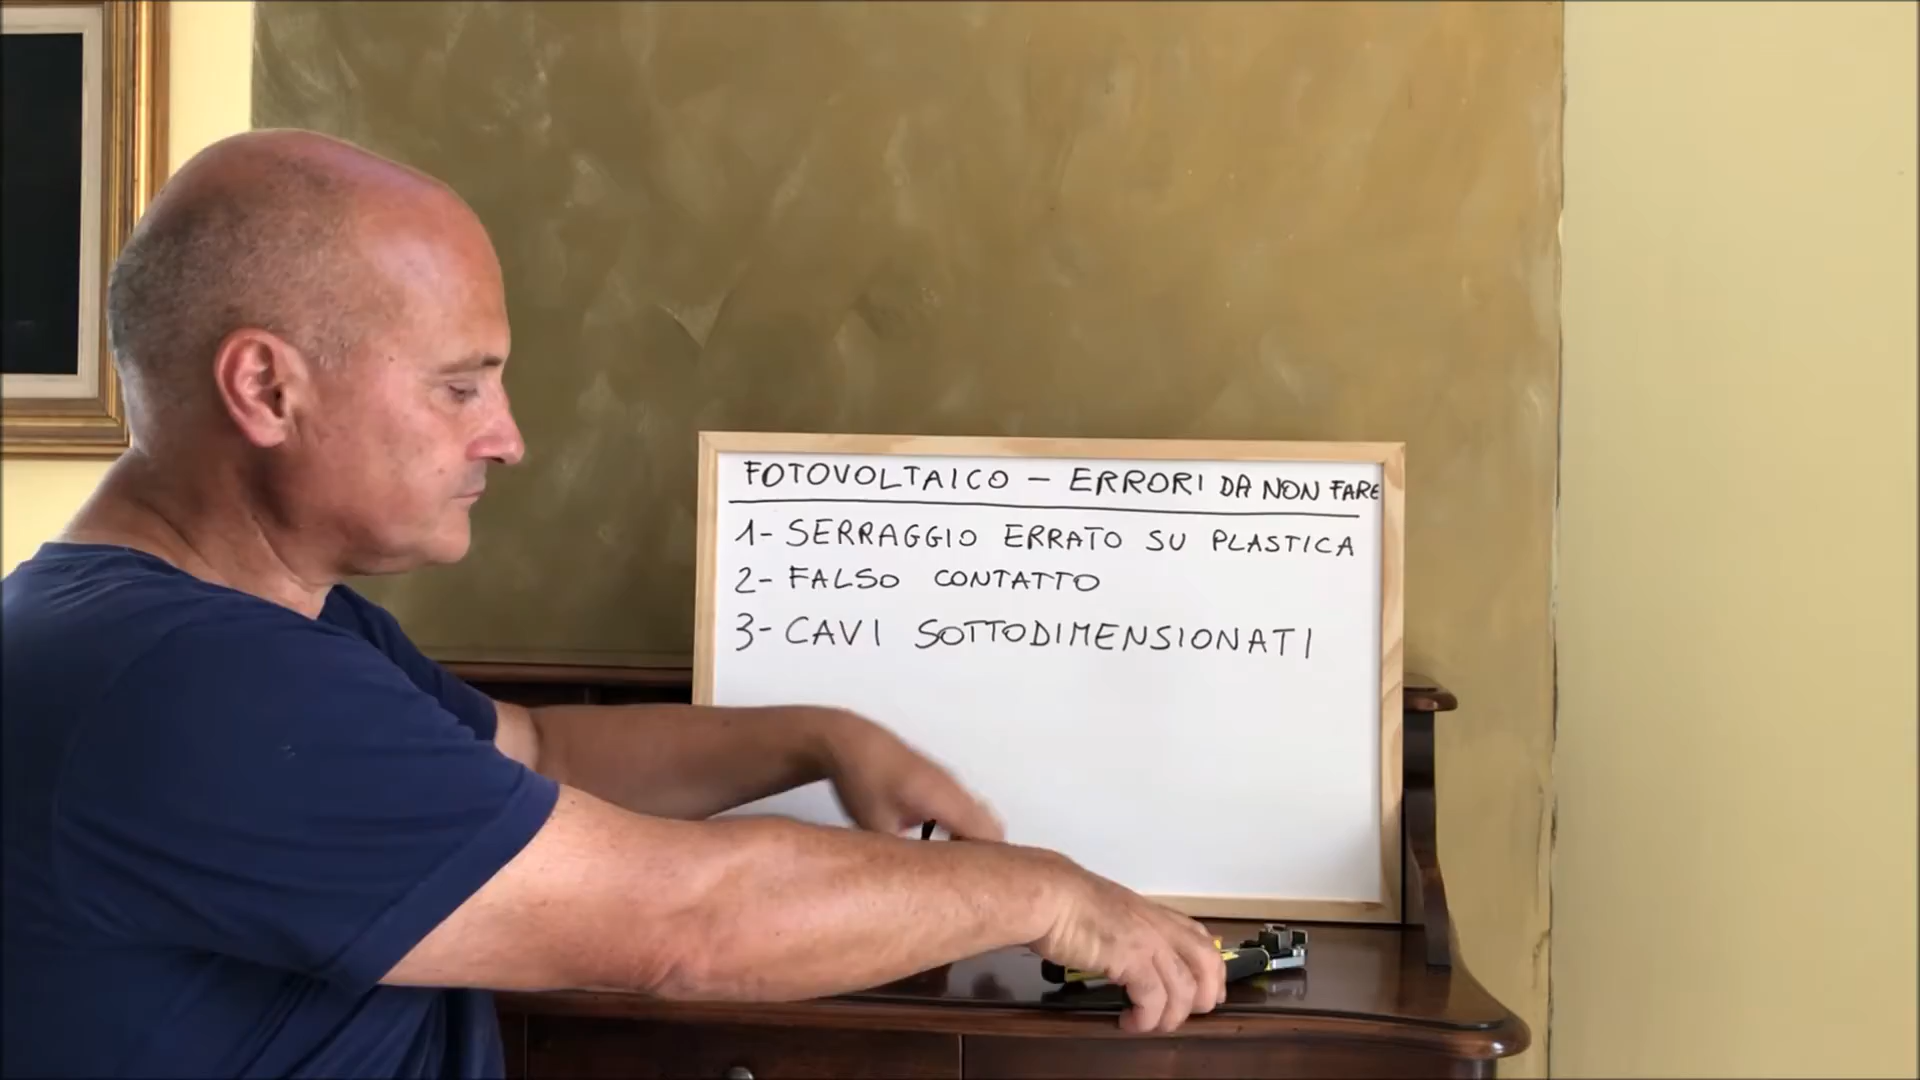 FOTOVOLTAICO - ERRORI DA NON FARE
1- SERRAGGIO ERRATO SU PLASTICA
2- FALSO CONTATTO
3- CAVI SOTTODIMENSIONATI